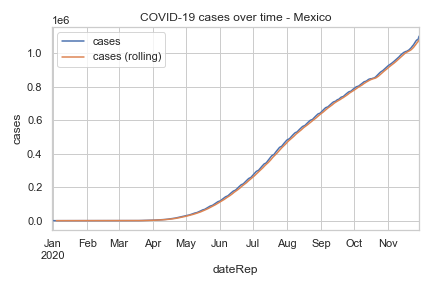 COVID-19 cases over time - Mexico
1e6
cases
cases (rolling)
1.0
0.8
0.6
0.4
0.2
0.0
cases
Jan Feb Mar Apr May Jun Jul Aug Sep Oct Nov
2020
dateRep